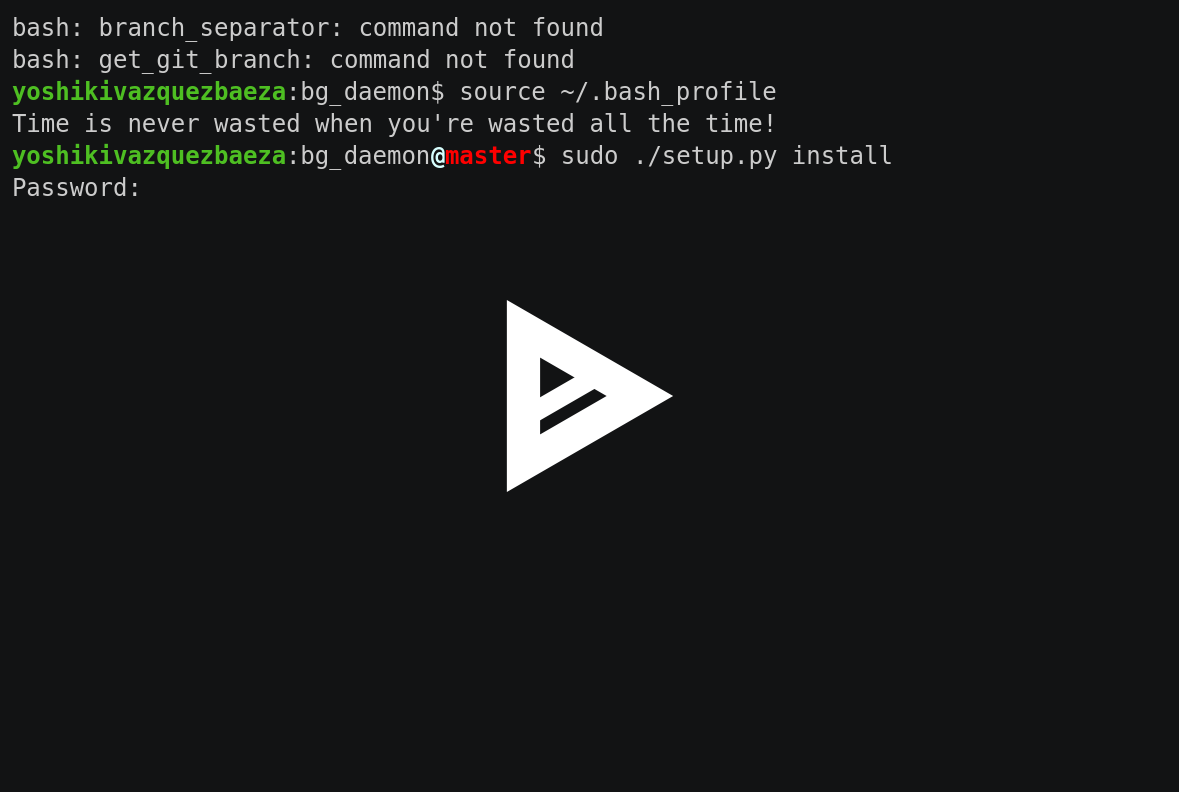 bash: branch_separator: command not found
bash: get_git_branch: command not found
yoshikivazquezbaeza:bg_daemon$ source ~/.bash_profile
Time is never wasted when you're wasted all the time!
yoshikivazquezbaeza:bg_daemon@master$ sudo ./setup.py install
Password: